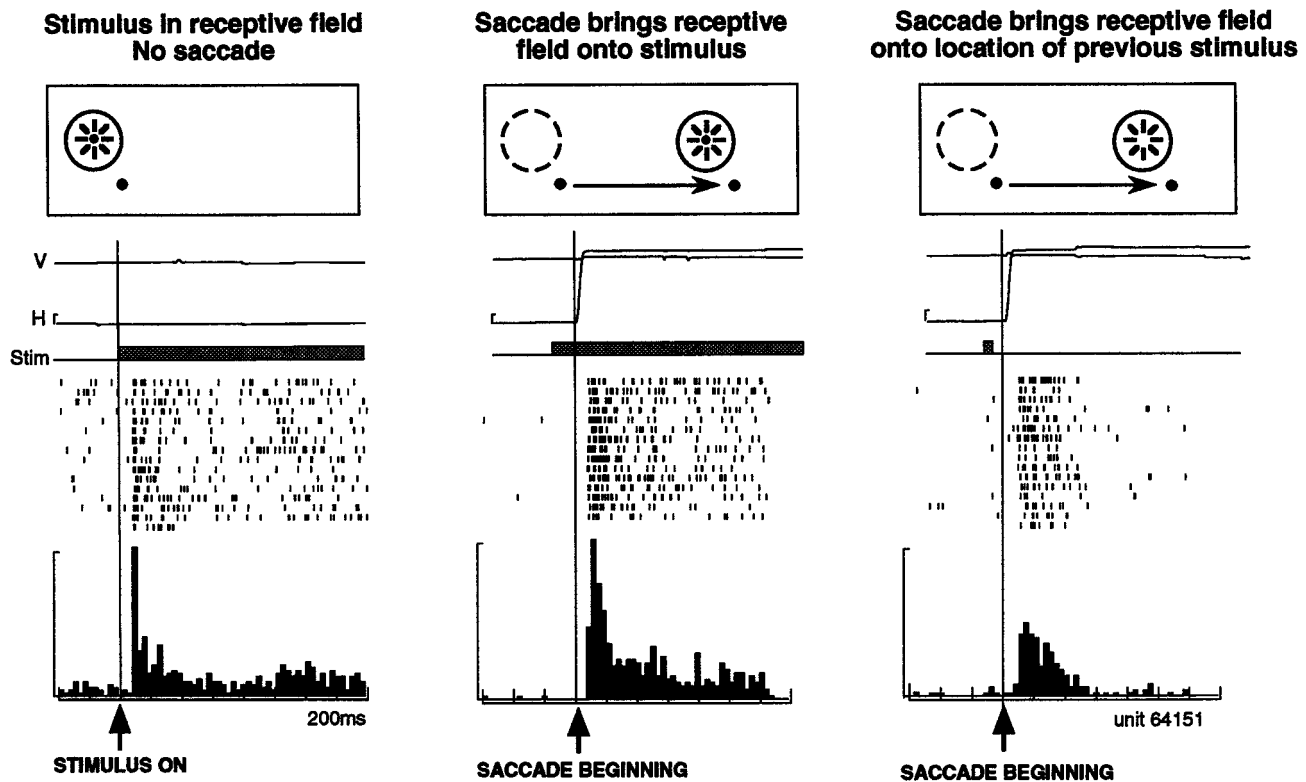 Stimulus in receptive field
No saccade
Saccade brings receptive
field onto stimulus
Saccade brings receptive field
onto location of previous stimulus
V
H
Stim
200ms
STIMULUS ON
SACCADE BEGINNING
unit 64151
SACCADE BEGINNING